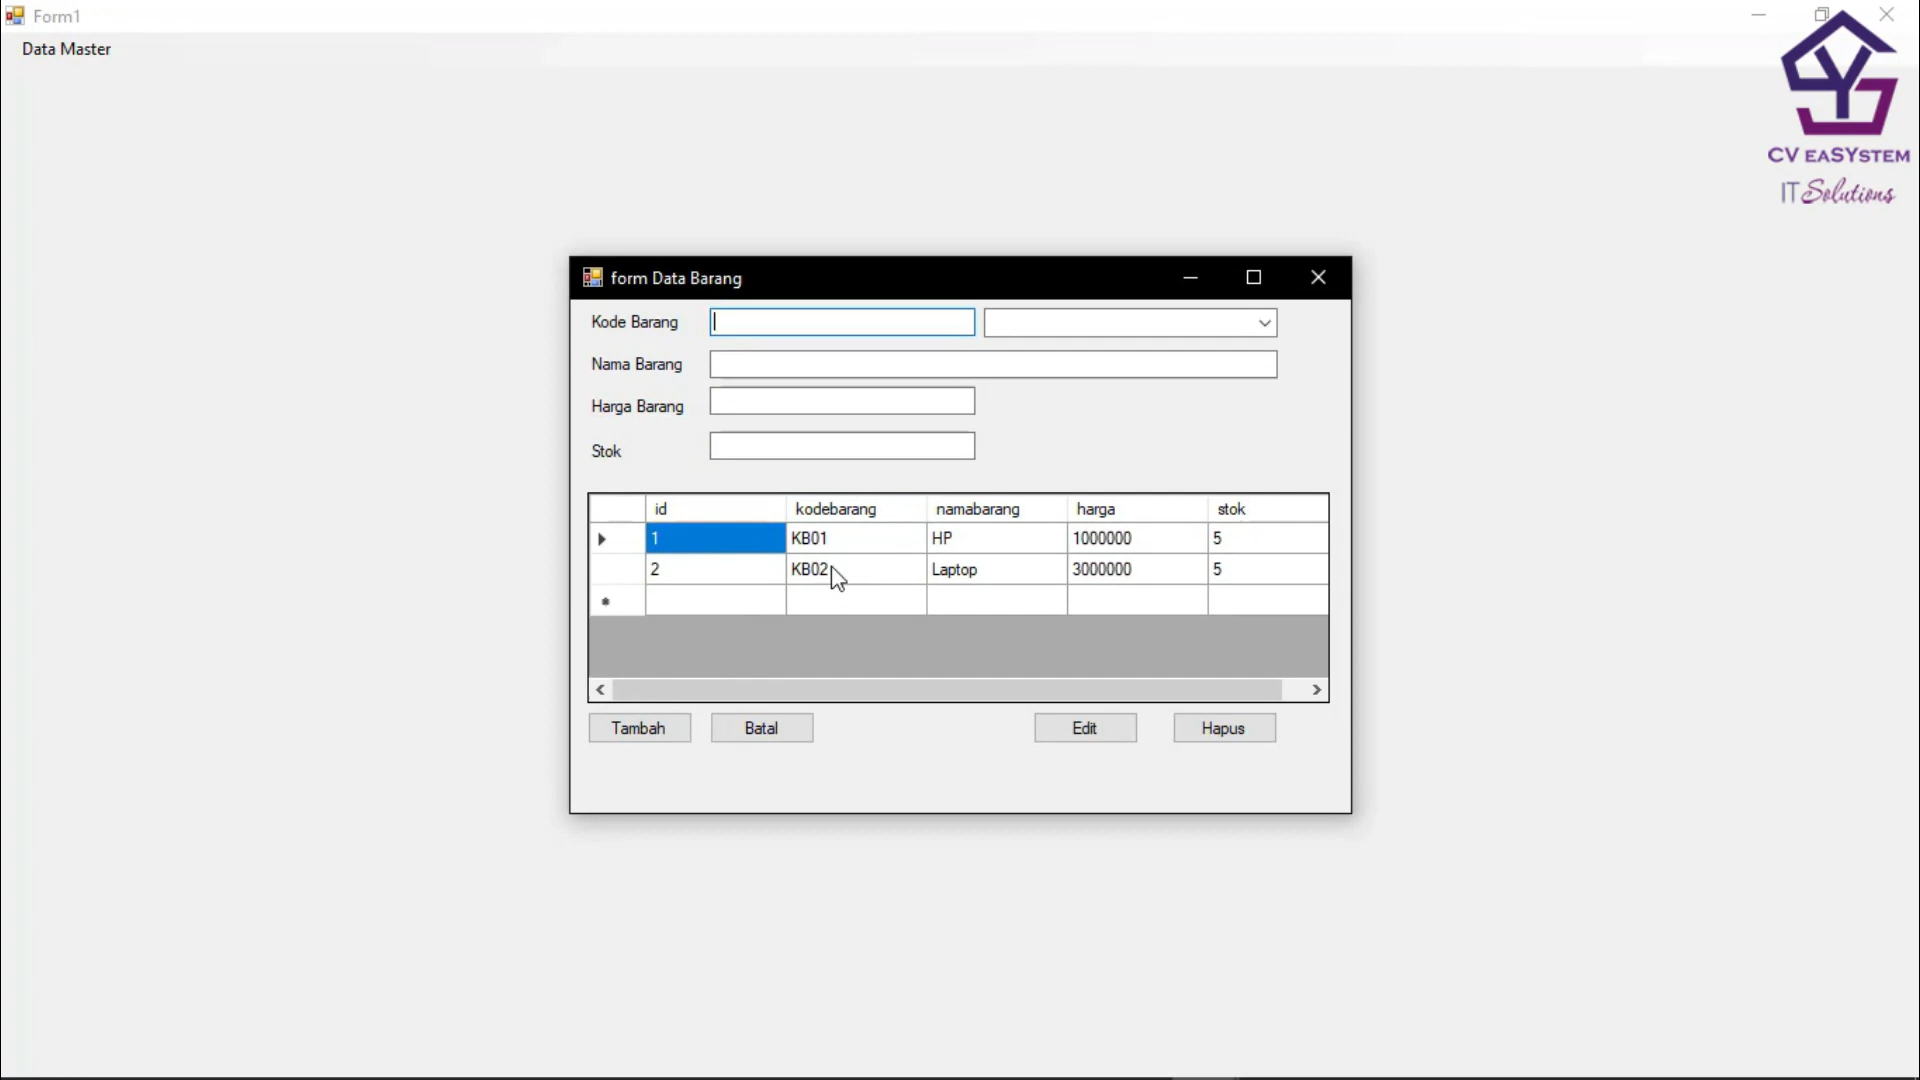 Form1
Data Master
CV eaSYstem
IT Solutions
form Data Barang
Kode Barang
Nama Barang
Harga Barang
Stok
id kodebarang namabarang harga stok
1 KB01 HP 1000000 5
2 KB02 Laptop 3000000 5
Tambah Batal Edit Hapus